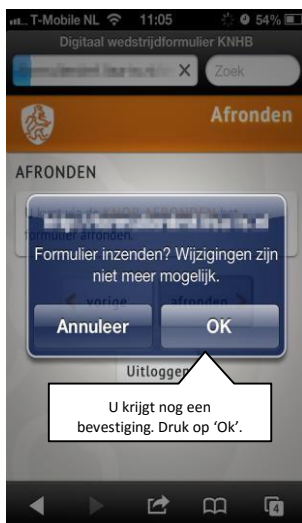 T-Mobile NL 11:05 54%
Digitaal wedstrijdformulier KNHB
Zoek
Afronden
AFRONDEN
formulier afronden.
Formulier inzenden? Wijzigingen zijn
niet meer mogelijk.
vorige afronden
Annuleer OK
Uitloggen
U krijgt nog een
bevestiging. Druk op ‘Ok’.
4